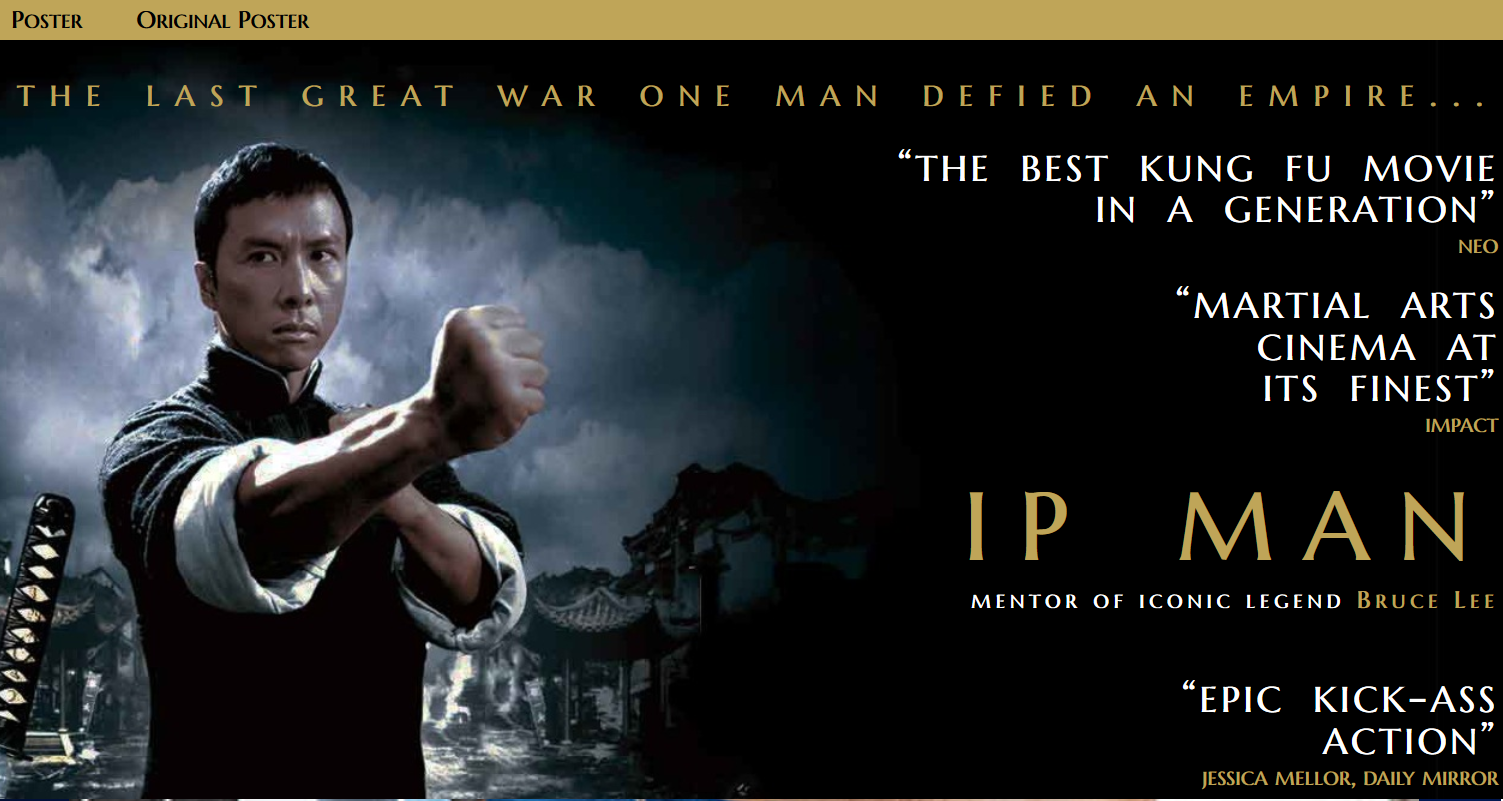 Poster Original Poster
THE LAST GREAT WAR ONE MAN DEFIED AN EMPIRE...
“THE BEST KUNG FU MOVIE
IN A GENERATION”
NEO
“MARTIAL ARTS
CINEMA AT
ITS FINEST”
IMPACT
IP MAN
MENTOR OF ICONIC LEGEND BRUCE LEE
“EPIC KICK-ASS
ACTION”
JESSICA MELLOR, DAILY MIRROR